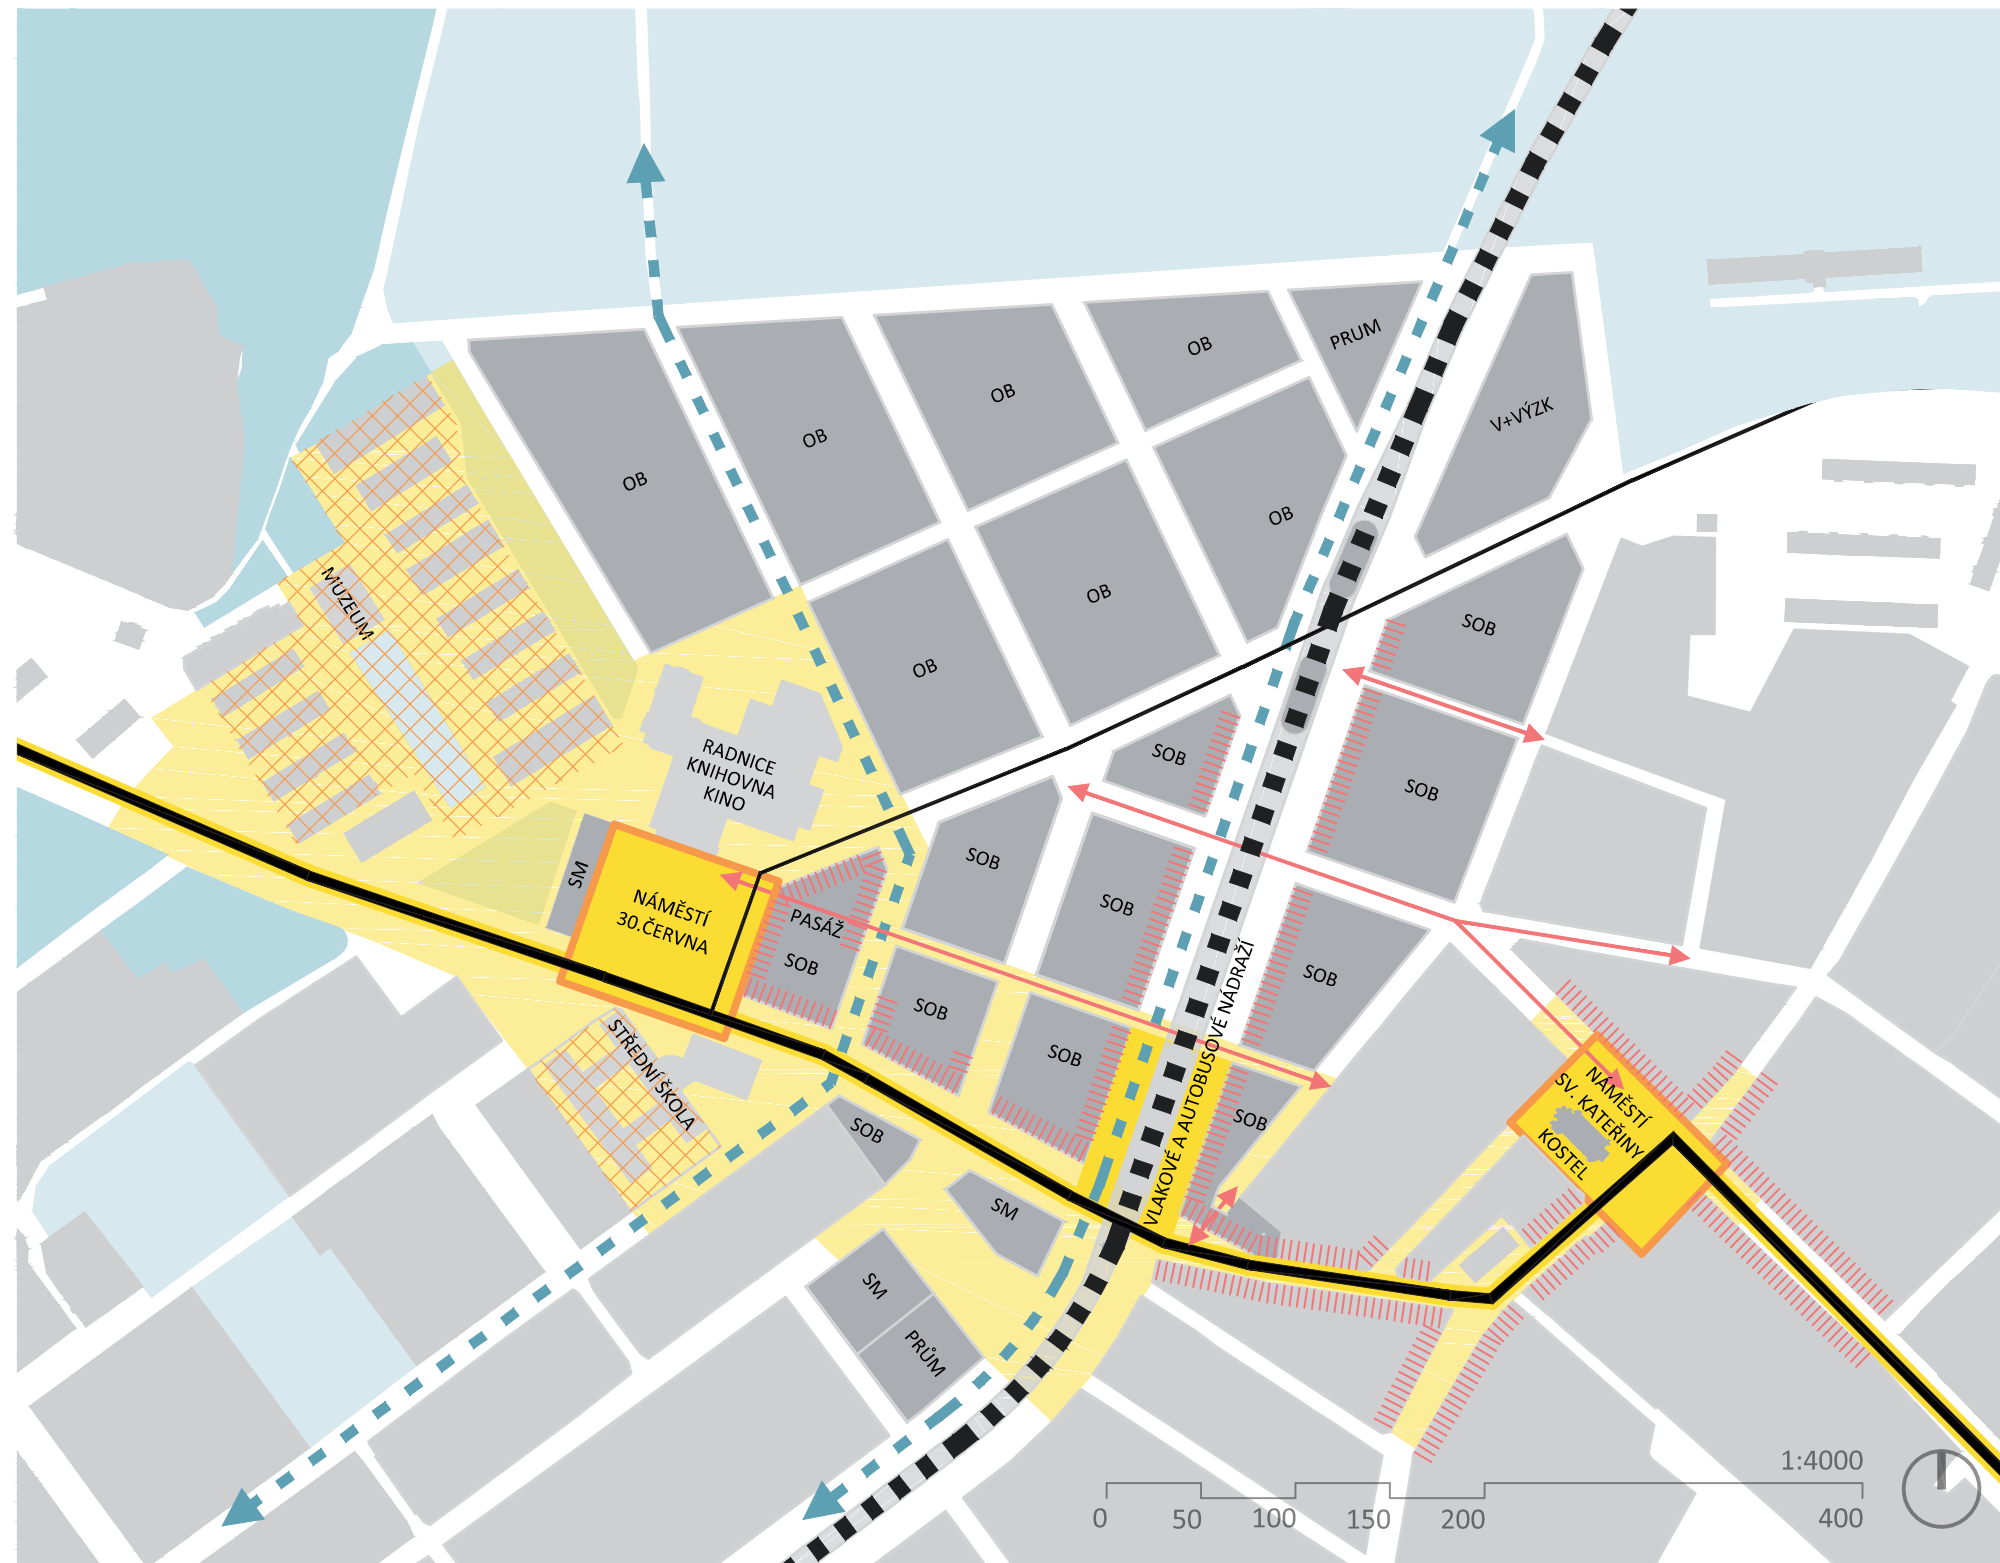 OB
PRUM
OB
V+VÝZK
OB
OB
OB
OB
MUZEUM
SOB
OB
RADNICE
KNIHOVNA
KINO
SOB
SOB
SM
SOB
NÁMĚSTÍ
30.ČERVNA
PASÁŽ
SOB
SOB
SOB
SOB
SOB
VLAKOVÉ A AUTOBUSOVÉ NÁDRAŽÍ
STŘEDNÍ ŠKOLA
SOB
SOB
NÁMĚSTÍ
SV. KATEŘINY
KOSTEL
SM
SM
PRŮM
1:4000
0 50 100 150 200 400
OB